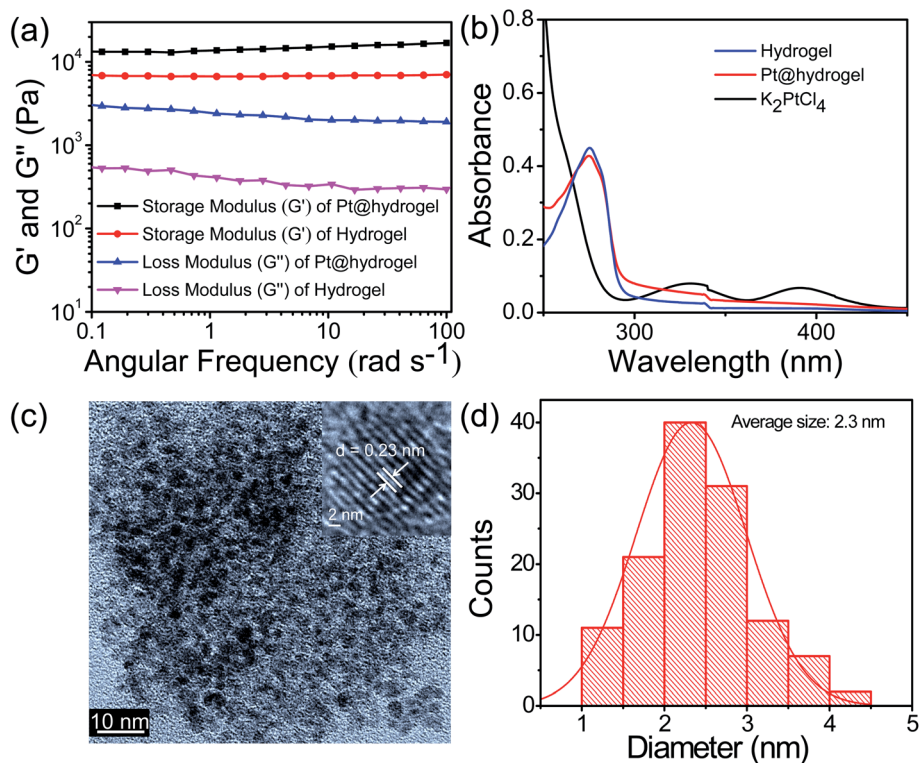 (a)
G' and G'' (Pa)
10⁴
10³
10²
10¹
Storage Modulus (G') of Pt@hydrogel
Storage Modulus (G') of Hydrogel
Loss Modulus (G'') of Pt@hydrogel
Loss Modulus (G'') of Hydrogel
0.1 1 10 100
Angular Frequency (rad s⁻¹)
(b)
Absorbance
0.8
0.6
0.4
0.2
0.0
Hydrogel
Pt@hydrogel
K₂PtCl₄
300 400
Wavelength (nm)
(c)
d = 0.23 nm
2 nm
10 nm
(d)
Counts
40
30
20
10
0
Average size: 2.3 nm
1 2 3 4 5
Diameter (nm)